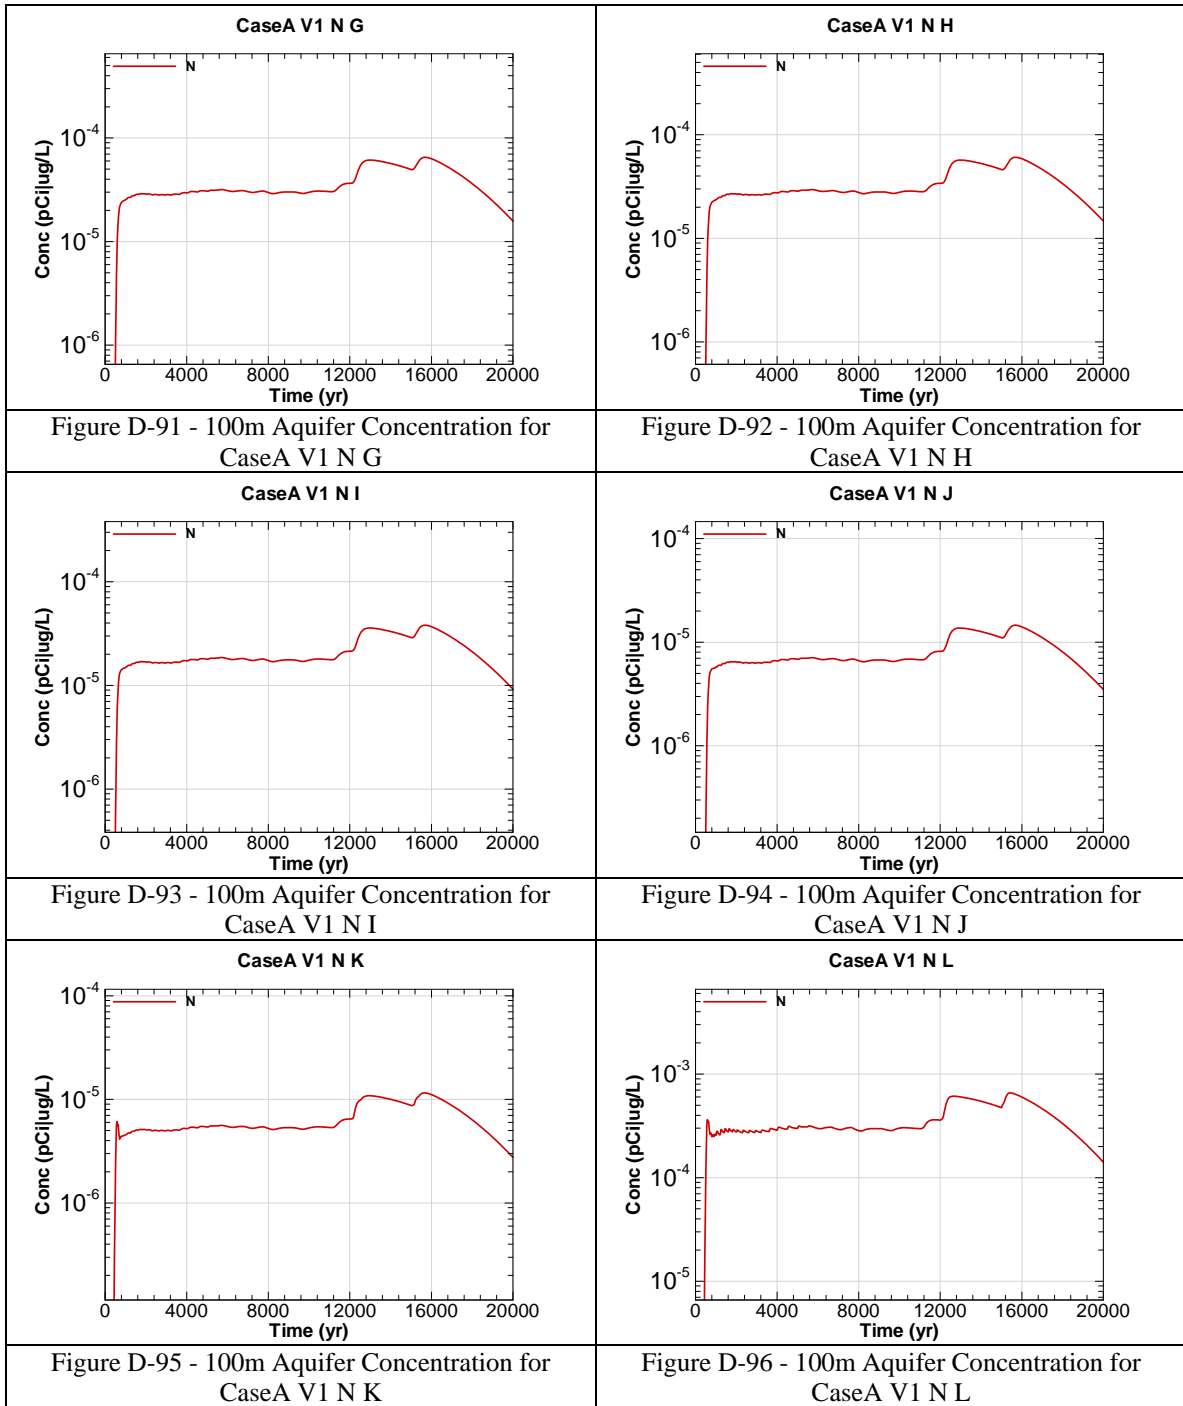 CaseA V1 N G
N
Conc (pCi|ug/L)
10-4
10-5
10-6
0 4000 8000 12000 16000 20000
Time (yr)
Figure D-91 - 100m Aquifer Concentration for
CaseA V1 N G
CaseA V1 N H
N
Conc (pCi|ug/L)
10-4
10-5
10-6
0 4000 8000 12000 16000 20000
Time (yr)
Figure D-92 - 100m Aquifer Concentration for
CaseA V1 N H
CaseA V1 N I
N
Conc (pCi|ug/L)
10-4
10-5
10-6
0 4000 8000 12000 16000 20000
Time (yr)
Figure D-93 - 100m Aquifer Concentration for
CaseA V1 N I
CaseA V1 N J
N
Conc (pCi|ug/L)
10-4
10-5
10-6
0 4000 8000 12000 16000 20000
Time (yr)
Figure D-94 - 100m Aquifer Concentration for
CaseA V1 N J
CaseA V1 N K
N
Conc (pCi|ug/L)
10-4
10-5
10-6
0 4000 8000 12000 16000 20000
Time (yr)
Figure D-95 - 100m Aquifer Concentration for
CaseA V1 N K
CaseA V1 N L
N
Conc (pCi|ug/L)
10-3
10-4
10-5
0 4000 8000 12000 16000 20000
Time (yr)
Figure D-96 - 100m Aquifer Concentration for
CaseA V1 N L